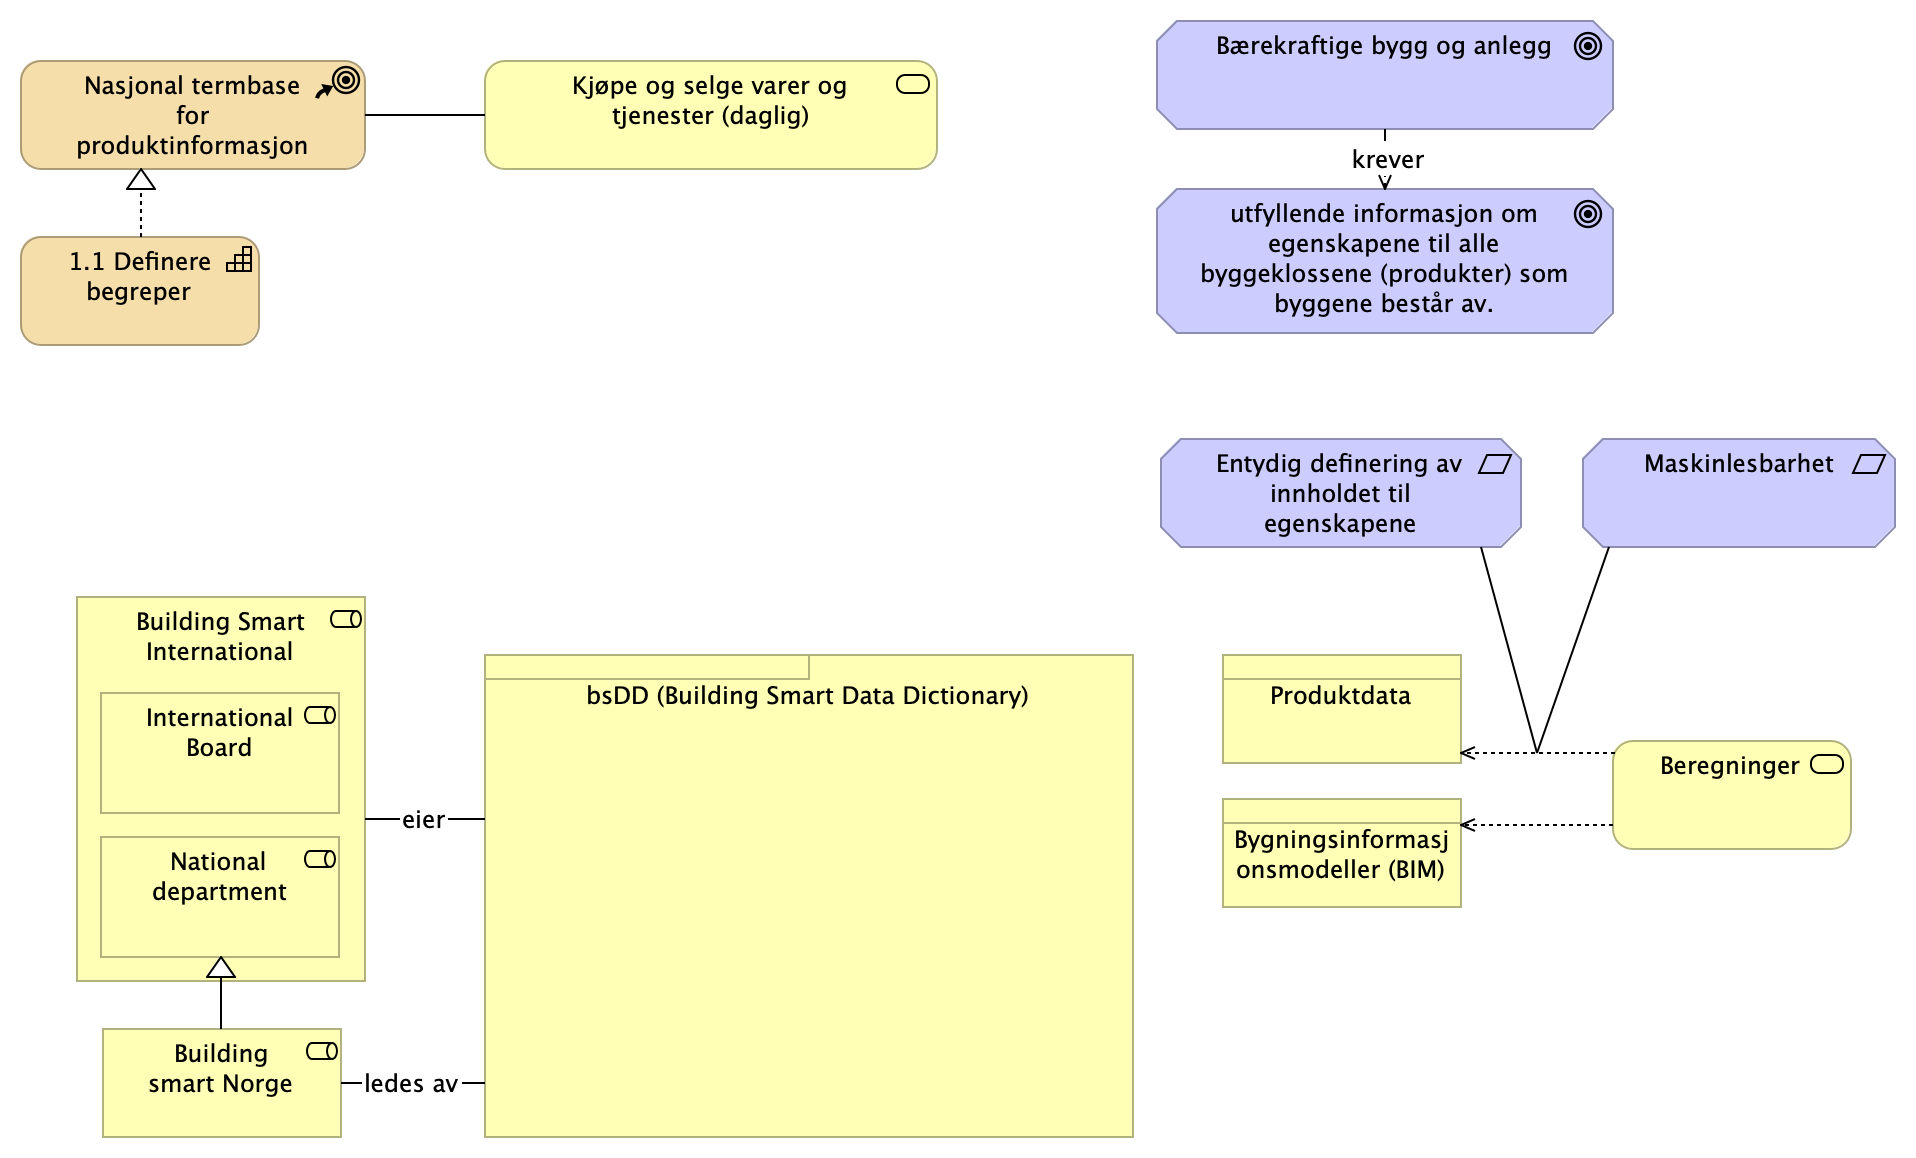 Nasjonal termbase
for
produktinformasjon
Kjøpe og selge varer og
tjenester (daglig)
1.1 Definere
begreper
Bærekraftige bygg og anlegg
krever
utfyllende informasjon om
egenskapene til alle
byggeklossene (produkter) som
byggene består av.
Entydig definering av
innholdet til
egenskapene
Maskinlesbarhet
Building Smart
International
International
Board
National
department
Building
smart Norge
eier
ledes av
bsDD (Building Smart Data Dictionary)
Produktdata
Bygningsinformasj
onsmodeller (BIM)
Beregninger